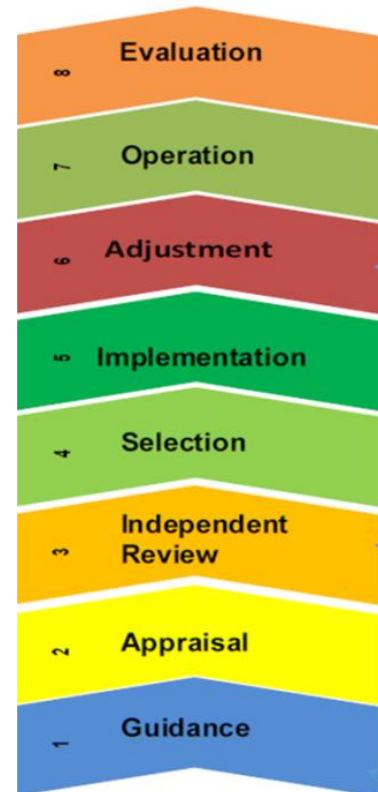 8
Evaluation
7
Operation
6
Adjustment
5
Implementation
4
Selection
3
Independent
Review
2
Appraisal
1
Guidance